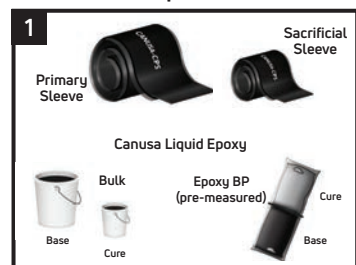 1
CANUSA-CPS
CANUSA-CPS
Primary
Sleeve
Sacrificial
Sleeve
Canusa Liquid Epoxy
Bulk
Base
Cure
Epoxy BP
(pre-measured)
Cure
Base